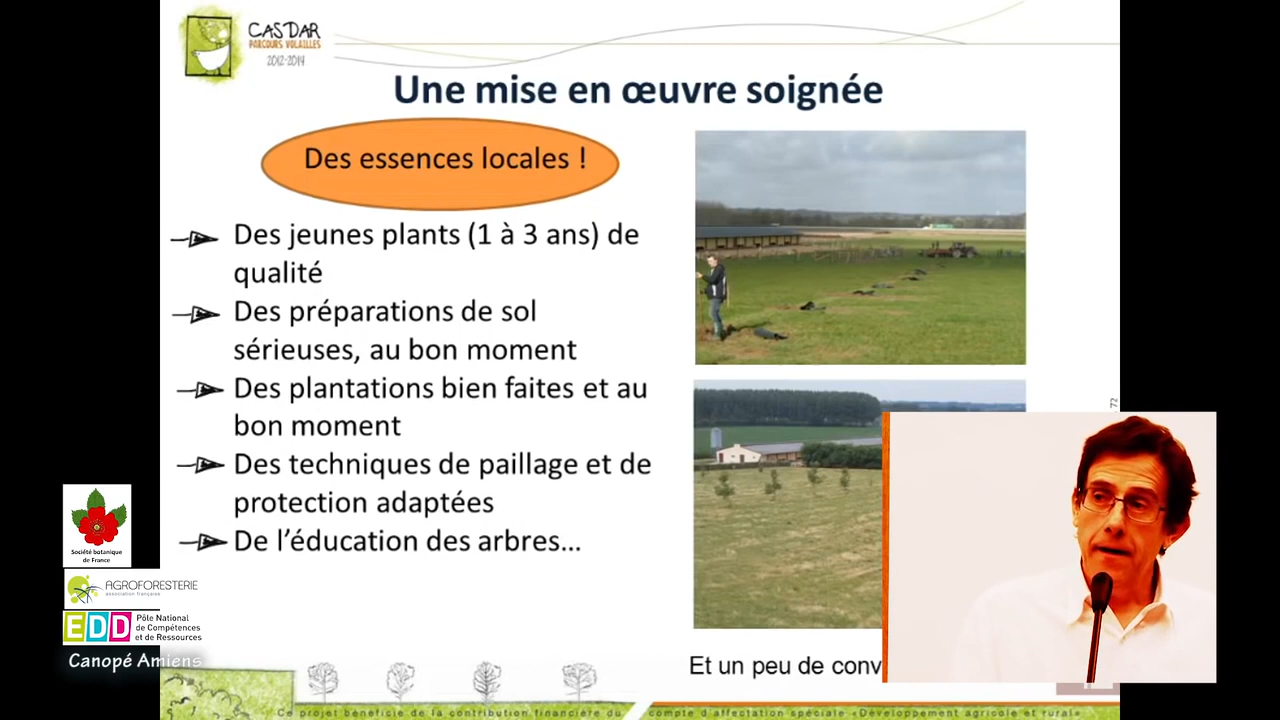 CASDAR
PARCOURS VOLAILLES
2012-2014
Une mise en œuvre soignée
Des essences locales !
Des jeunes plants (1 à 3 ans) de
qualité
Des préparations de sol
sérieuses, au bon moment
Des plantations bien faites et au
bon moment
Des techniques de paillage et de
protection adaptées
De l’éducation des arbres…
72
Et un peu de conv
Société botanique
de France
AGROFORESTERIE
association française
EDD
Pôle National
de Compétences
et de Ressources
Canopé Amiens
Ce projet bénéficie de la contribution financière du compte d'affectation spéciale «Développement agricole et rural»